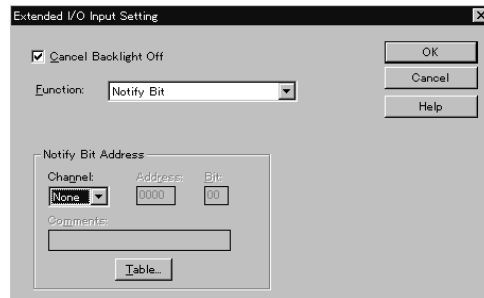 Extended I/O Input Setting
Cancel Backlight Off
OK
Cancel
Help
Function:
Notify Bit
Notify Bit Address
Channel: Address: Bit:
None 0000 00
Comments:
Table...